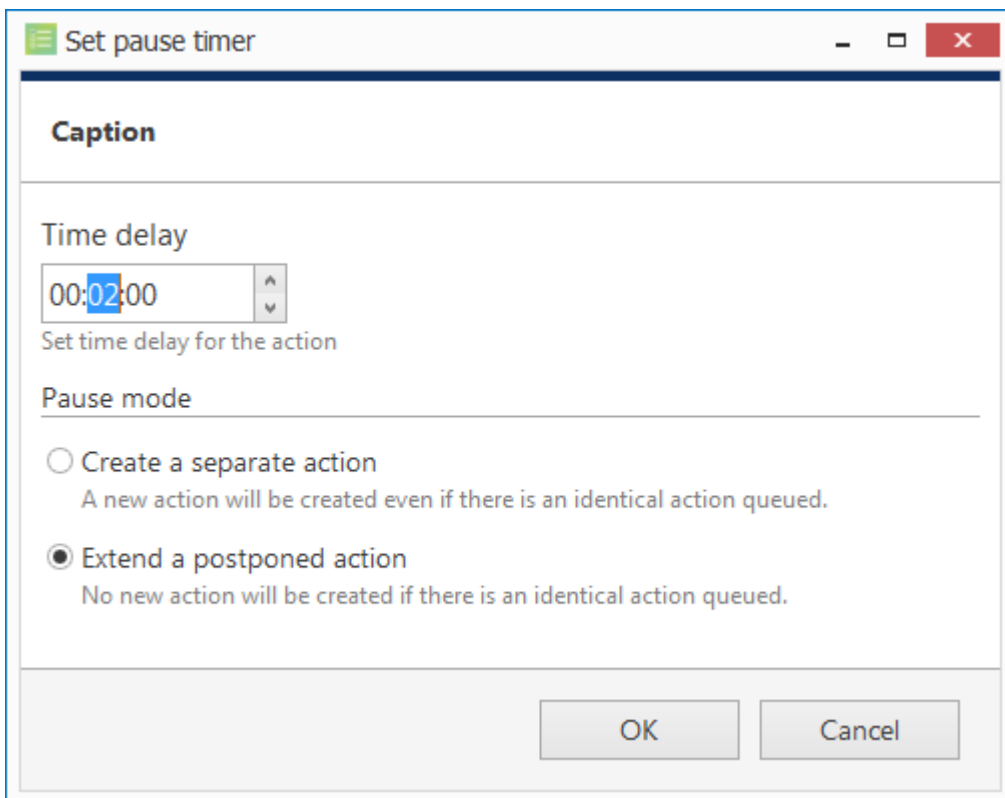 Set pause timer
Caption
Time delay
00:02:00
Set time delay for the action
Pause mode
Create a separate action
A new action will be created even if there is an identical action queued.
Extend a postponed action
No new action will be created if there is an identical action queued.
OK Cancel